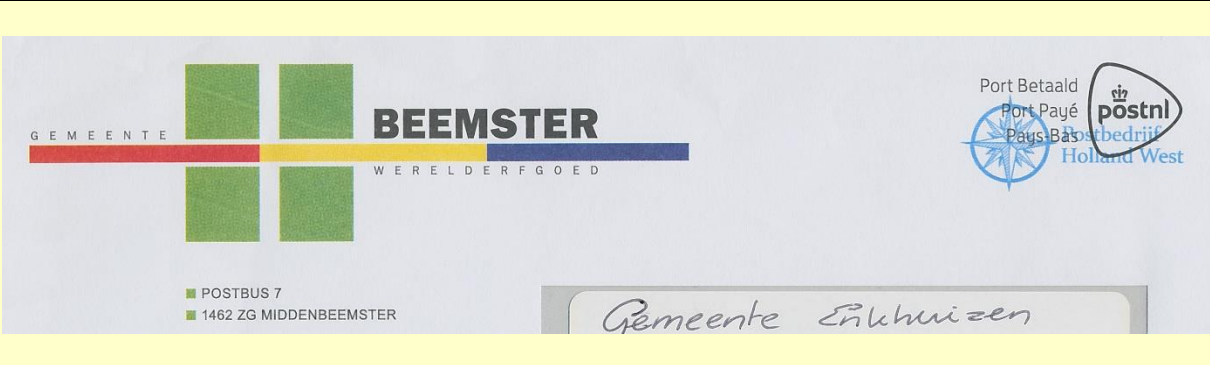 GEMEENTE
BEEMSTER
WERELDERFGOED
Port Betaald
Port Payé
Pays-Bas
postnl
Postbedrijf
Holland West
POSTBUS 7
1462 ZG MIDDENBEEMSTER
Gemeente Enkhuizen